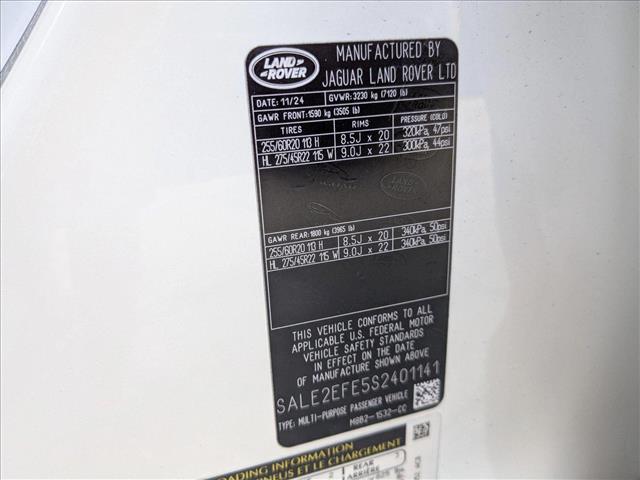 LAND
ROVER
MANUFACTURED BY
JAGUAR LAND ROVER LTD
DATE: 11/24 GVWR: 3230 kg (7120 lb)
GAWR FRONT: 1590 kg (3505 lb)
TIRES RIMS PRESSURE (COLD)
255/60R20 113 H 8.5J x 20 320kPa, 47psi
HL 275/45R22 115 W 9.0J x 22 300kPa, 44psi
GAWR REAR: 1800 kg (3965 lb)
255/60R20 113 H 8.5J x 20 340kPa, 50psi
HL 275/45R22 115 W 9.0J x 22 340kPa, 50psi
THIS VEHICLE CONFORMS TO ALL
APPLICABLE U.S. FEDERAL MOTOR
VEHICLE SAFETY STANDARDS
IN EFFECT ON THE DATE
OF MANUFACTURE SHOWN ABOVE
SALE2EFE5S2401141
TYPE: MULTI-PURPOSE PASSENGER VEHICLE
M8B2-1532-CC
LOADING INFORMATION
ET LE CHARGEMENT
REAR
ARRIÈRE